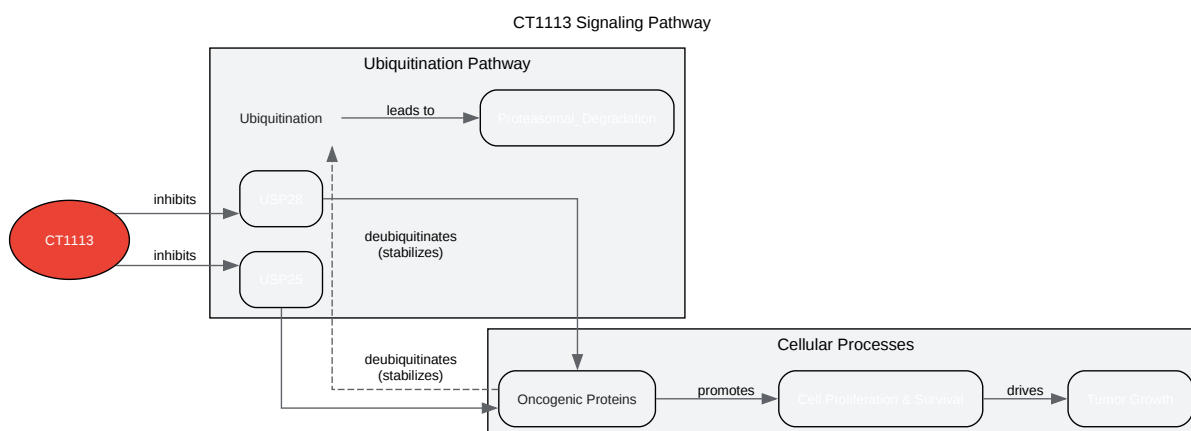 CT1113 Signaling Pathway
Ubiquitination Pathway
Ubiquitination
leads to
Proteasomal_Degradation
inhibits
USP28
CT1113
deubiquitinates
(stabilizes)
inhibits
USP25
Cellular Processes
deubiquitinates
(stabilizes)
Oncogenic Proteins
promotes
Cell Proliferation & Survival
drives
Tumor Growth